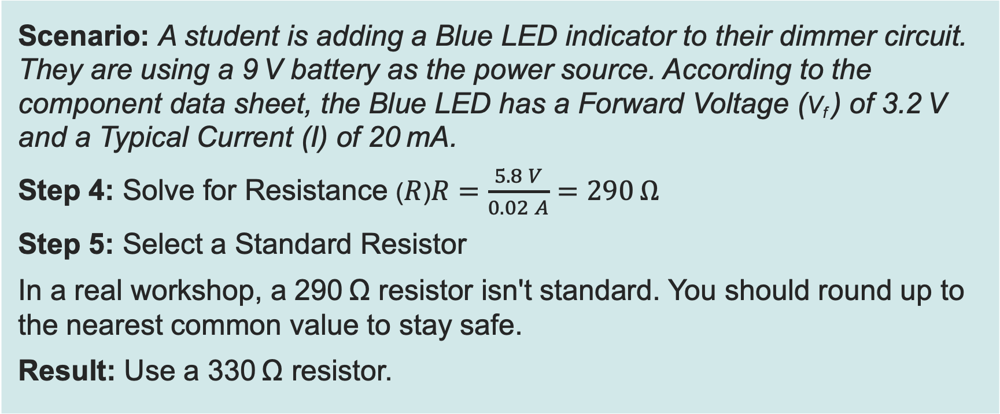 Scenario: A student is adding a Blue LED indicator to their dimmer circuit.
They are using a 9 V battery as the power source. According to the
component data sheet, the Blue LED has a Forward Voltage (V_f) of 3.2 V
and a Typical Current (I) of 20 mA.
Step 4: Solve for Resistance (R)R = 5.8 V / 0.02 A = 290 Ω
Step 5: Select a Standard Resistor
In a real workshop, a 290 Ω resistor isn't standard. You should round up to
the nearest common value to stay safe.
Result: Use a 330 Ω resistor.